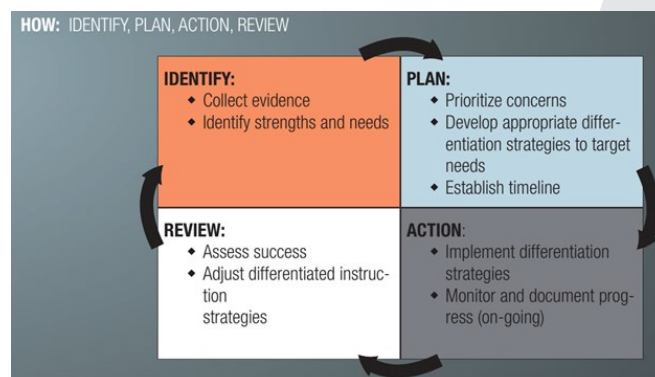 HOW: IDENTIFY, PLAN, ACTION, REVIEW
IDENTIFY:
◆ Collect evidence
◆ Identify strengths and needs
PLAN:
◆ Prioritize concerns
◆ Develop appropriate differ-
entiation strategies to target
needs
◆ Establish timeline
REVIEW:
◆ Assess success
◆ Adjust differentiated instruc-
tion
strategies
ACTION:
◆ Implement differentiation
strategies
◆ Monitor and document prog-
ress (on-going)